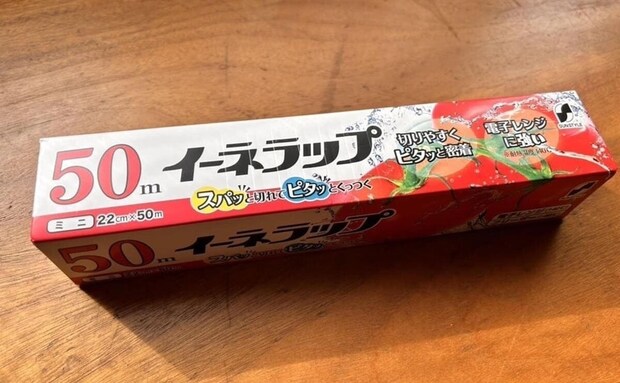 50m
イーネラップ
ミニ 22cm×50m
スパッと切れてピタッとくっつく
切りやすく
ピタッと密着
電子レンジ
に強い
SUNSTYLE
50m
イーネラップ